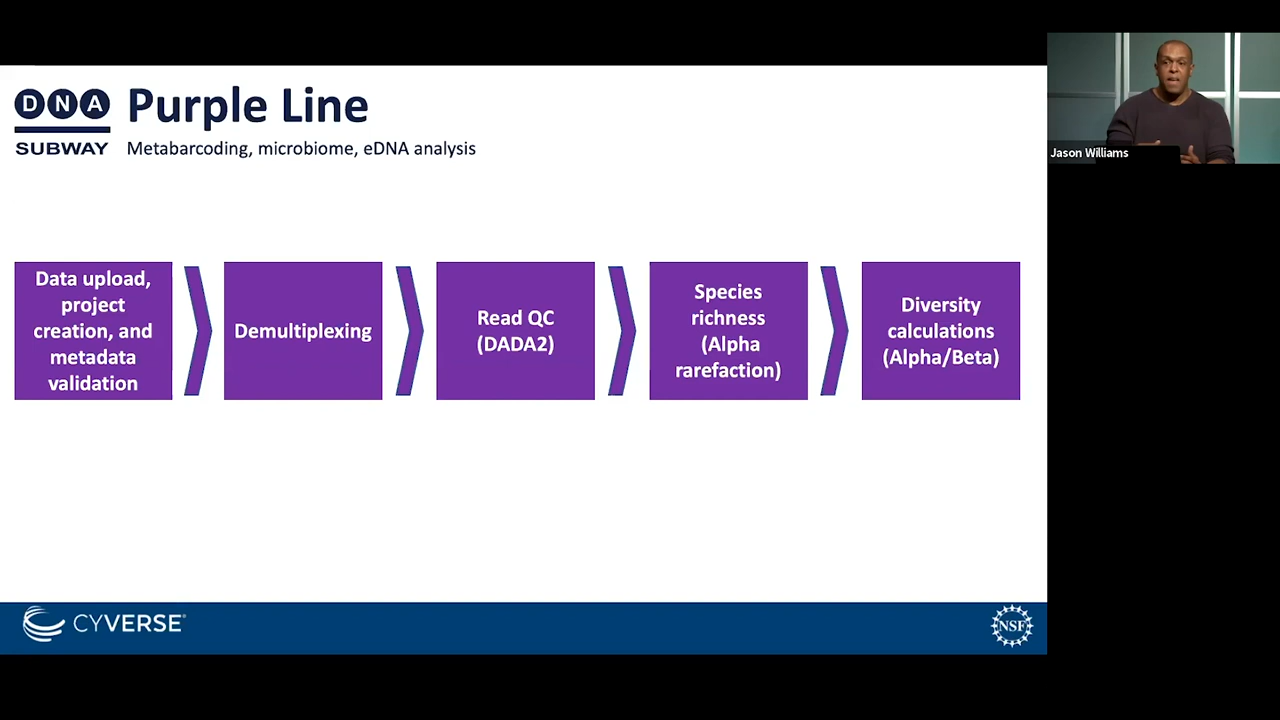 DNA
SUBWAY
Purple Line
Metabarcoding, microbiome, eDNA analysis
Jason Williams
Data upload,
project
creation, and
metadata
validation
Demultiplexing
Read QC
(DADA2)
Species
richness
(Alpha
rarefaction)
Diversity
calculations
(Alpha/Beta)
CYVERSE®
NSF